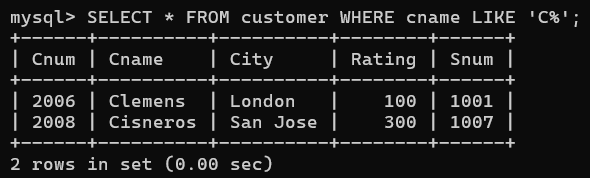 mysql> SELECT * FROM customer WHERE cname LIKE 'C%';
+------+----------+----------+--------+------+
| Cnum | Cname    | City     | Rating | Snum |
+------+----------+----------+--------+------+
| 2006 | Clemens  | London   |    100 | 1001 |
| 2008 | Cisneros | San Jose |    300 | 1007 |
+------+----------+----------+--------+------+
2 rows in set (0.00 sec)